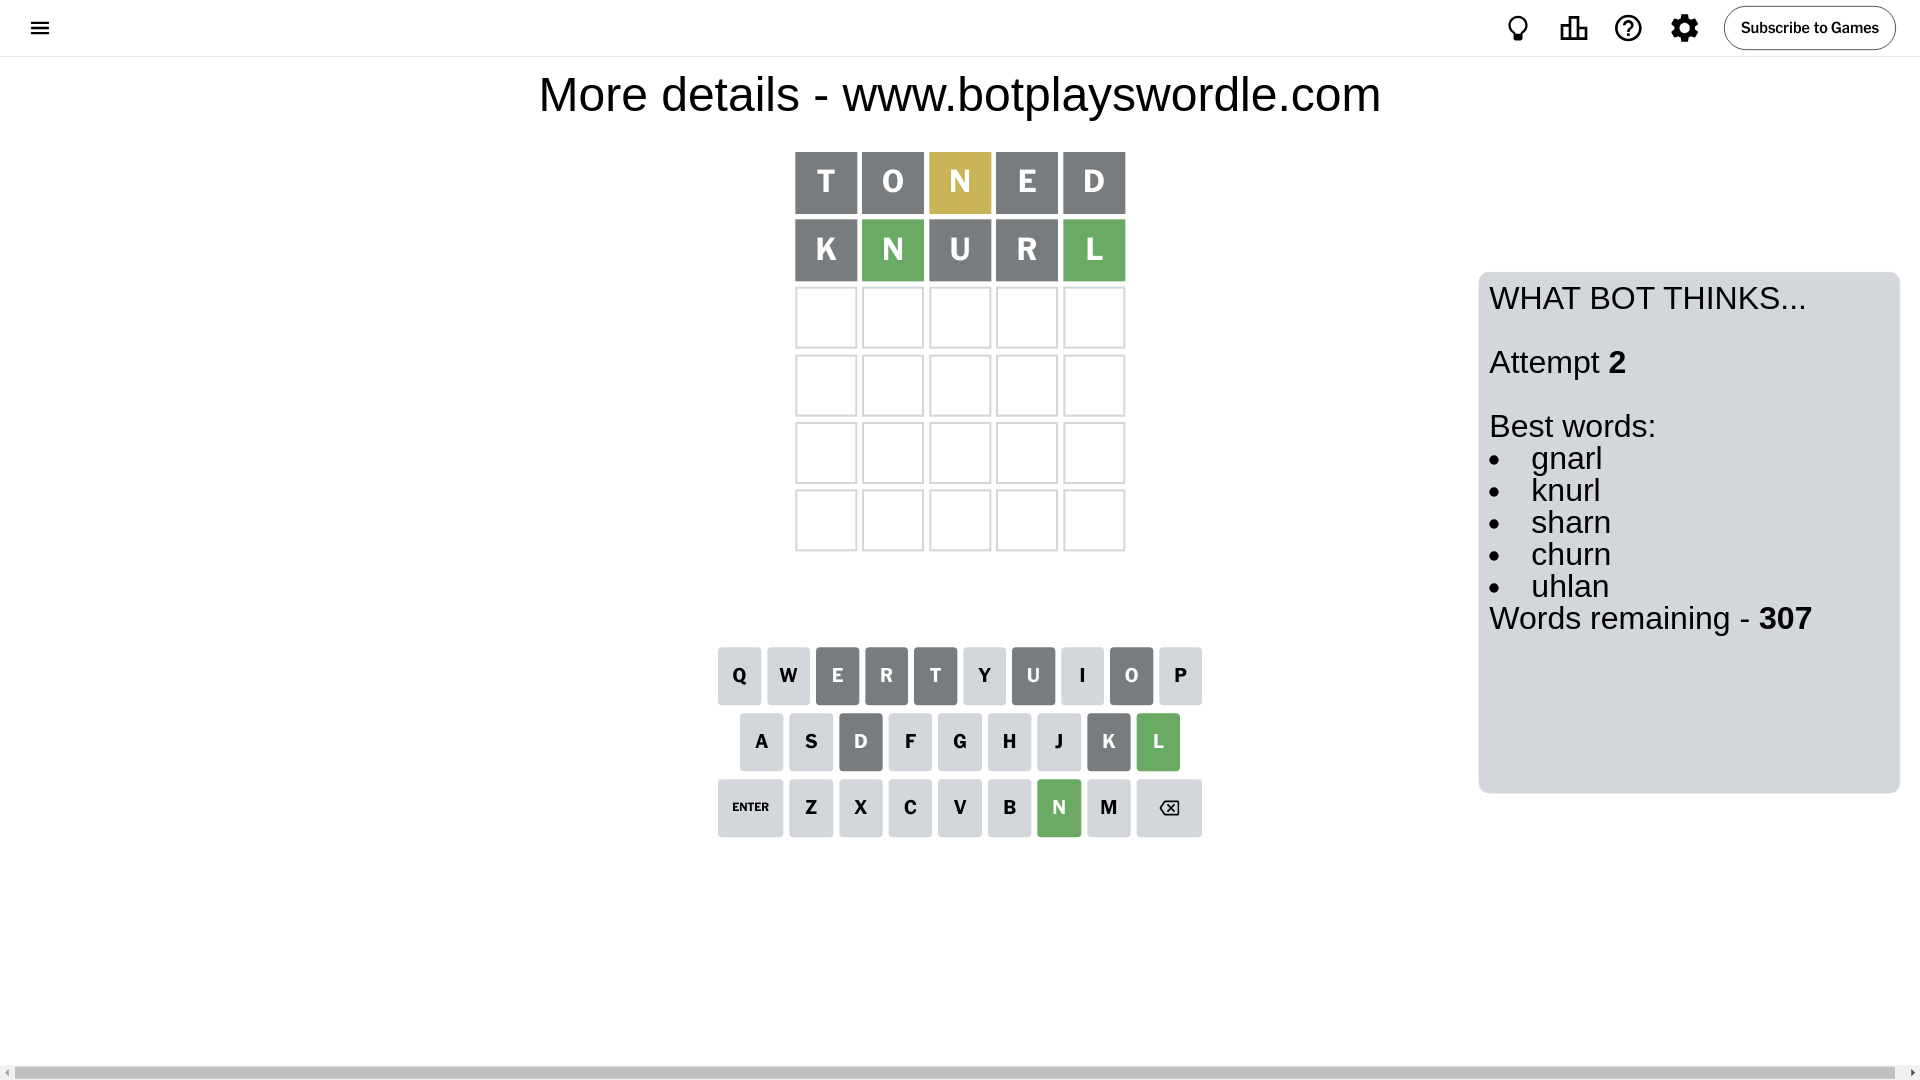 Subscribe to Games
More details - www.botplayswordle.com
T O N E D
K N U R L
WHAT BOT THINKS...
Attempt 2
Best words:
• gnarl
• knurl
• sharn
• churn
• uhlan
Words remaining - 307
Q W E R T Y U I O P
A S D F G H J K L
ENTER Z X C V B N M